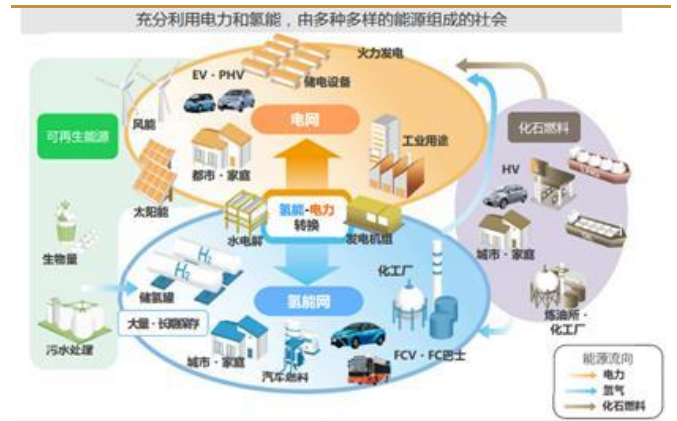 充分利用电力和氢能，由多种多样的能源组成的社会
火力发电
EV・PHV
储电设备
风能
电网
可再生能源
化石燃料
工业用途
HV
都市・家庭
太阳能
氢能-电力
转换
水电解
发电机组
城市・家庭
生物量
化工厂
H₂
H₂
储氢罐
氢能网
大量・长期保存
炼油所・
化工厂
污水处理
城市・家庭
汽车燃料
FCV・FC巴士
能源流向
电力
氢气
化石燃料